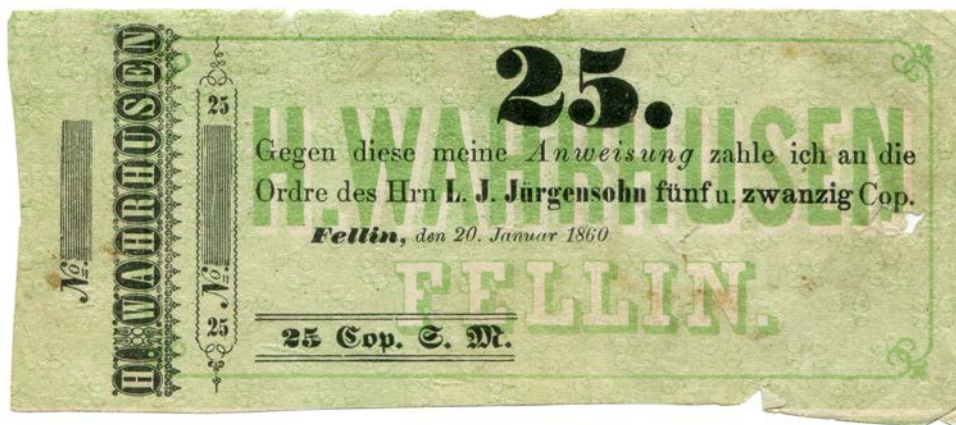 No.
H. WAHRHUSEN
25
No.
25
25.
H. WAHRHUSEN
FELLIN.
Gegen diese meine Anweisung zahle ich an die
Ordre des Hrn L. J. Jürgensohn fünf u. zwanzig Cop.
Fellin, den 20. Januar 1860
25 Cop. S. M.